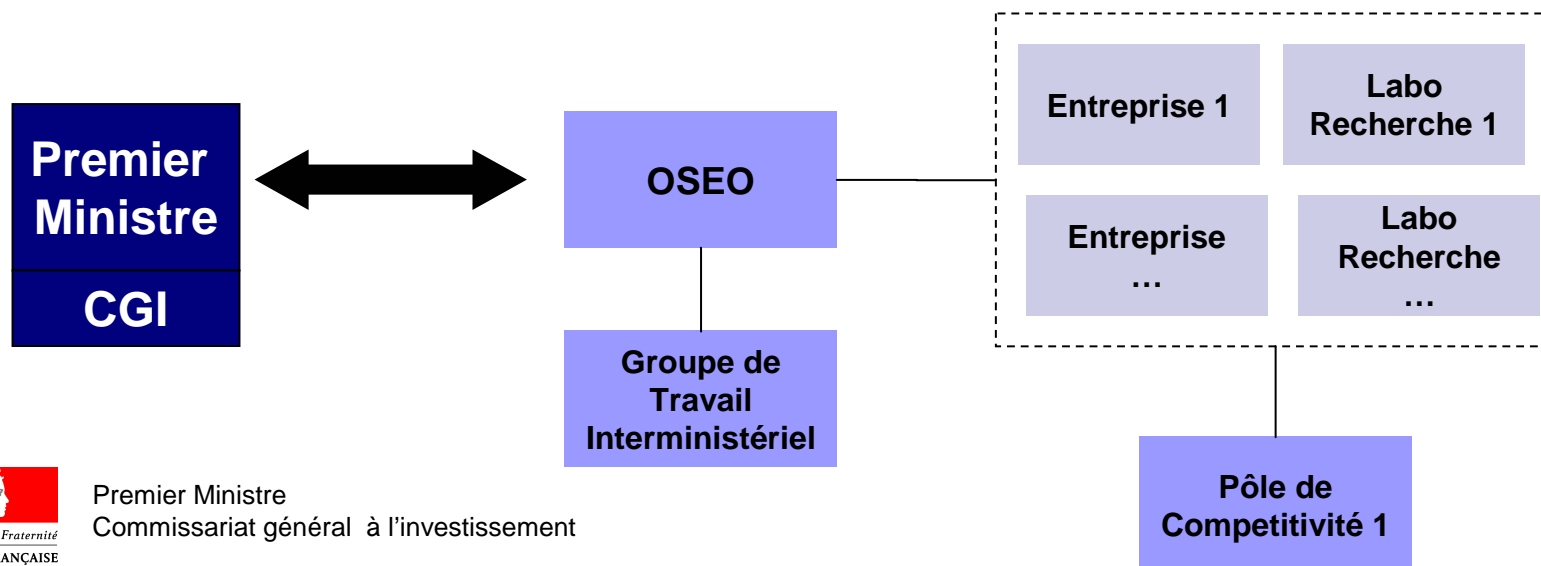 Premier
Ministre
CGI
OSEO
Groupe de
Travail
Interministériel
Entreprise 1
Labo
Recherche 1
Entreprise
…
Labo
Recherche
…
Pôle de
Competitivité 1
Premier Ministre
Commissariat général à l’investissement
Fraternité
ANÇAISE